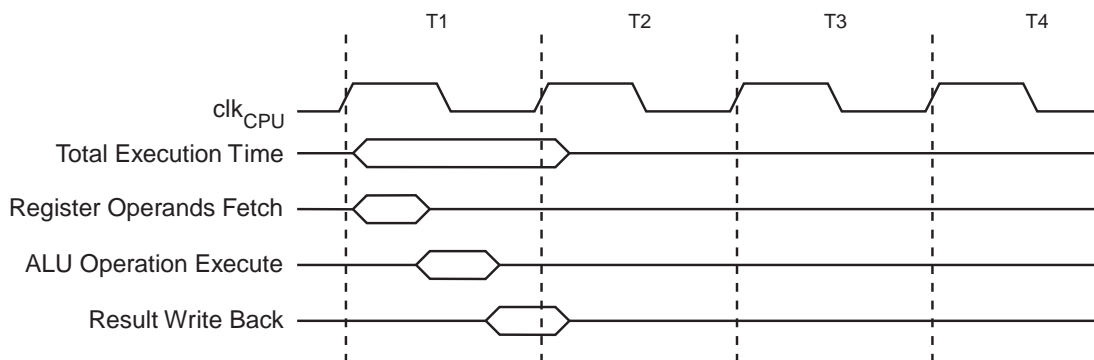 T1 T2 T3 T4
clkCPU
Total Execution Time
Register Operands Fetch
ALU Operation Execute
Result Write Back